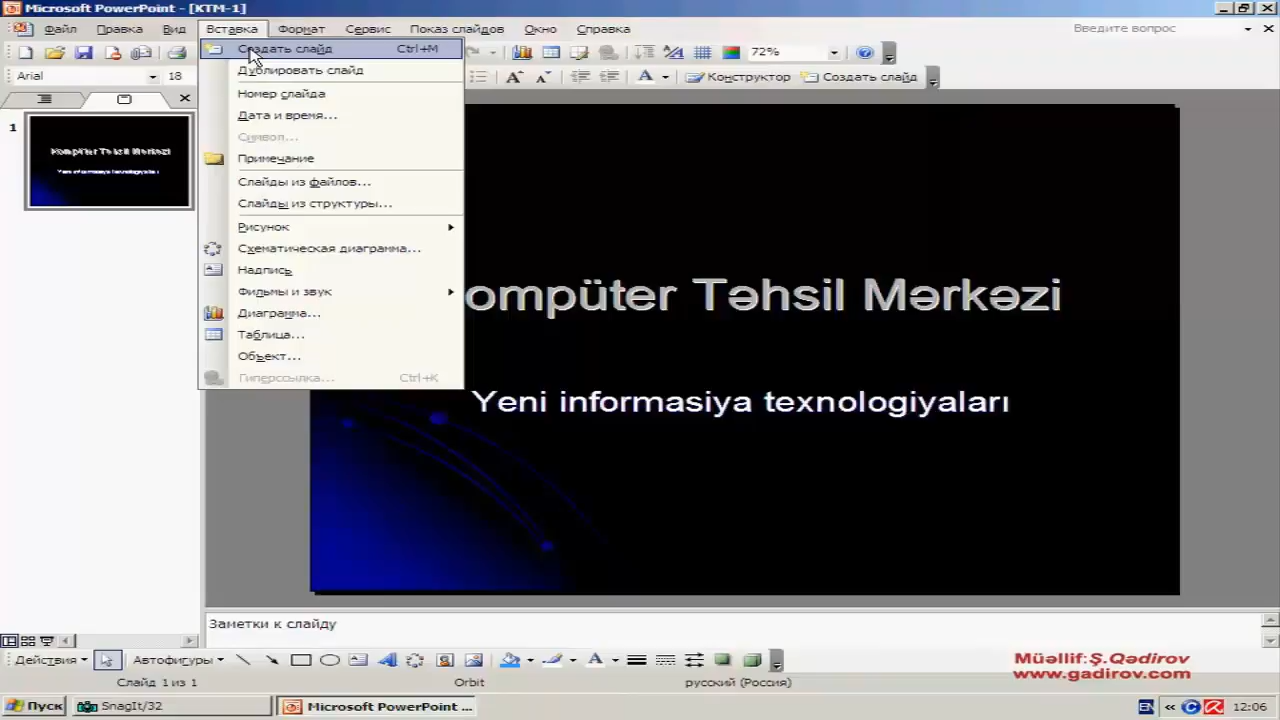 Microsoft PowerPoint - [KTM-1]
Файл Правка Вид Вставка Формат Сервис Показ слайдов Окно Справка Введите вопрос
72%
Arial 18 Конструктор Создать слайд
Создать слайд Ctrl+M
Дублировать слайд
Номер слайда
Дата и время...
Символ...
Примечание
Слайды из файлов...
Слайды из структуры...
Рисунок
Схематическая диаграмма...
Надпись
Фильмы и звук
Диаграмма...
Таблица...
Объект...
Гиперссылка... Ctrl+K
1
Kompüter Təhsil Mərkəzi
Yeni informasiya texnologiyaları
ompüter Təhsil Mərkəzi
Yeni informasiya texnologiyaları
Заметки к слайду
Действия Автофигуры
Müəllif:Ş.Qədirov
www.gadirov.com
Слайд 1 из 1 Orbit русский (Россия)
Пуск SnagIt/32 Microsoft PowerPoint ... EN « 12:06